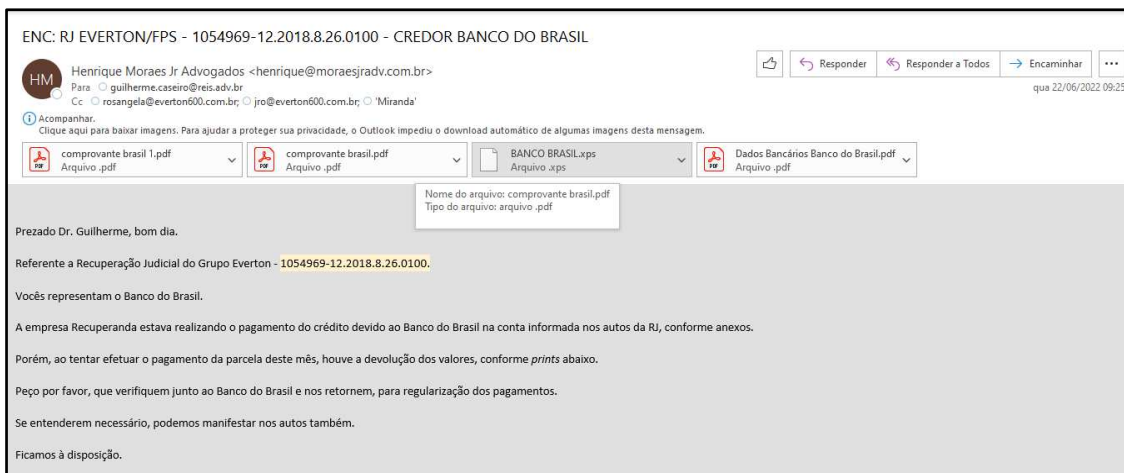 ENC: RJ EVERTON/FPS - 1054969-12.2018.8.26.0100 - CREDOR BANCO DO BRASIL
HM
Henrique Moraes Jr Advogados <henrique@moraesjradv.com.br>
Para guilherme.caseiro@reis.adv.br
Cc rosangela@everton600.com.br; jro@everton600.com.br; 'Miranda'
Responder
Responder a Todos
Encaminhar
qua 22/06/2022 09:25
Acompanhar.
Clique aqui para baixar imagens. Para ajudar a proteger sua privacidade, o Outlook impediu o download automático de algumas imagens desta mensagem.
comprovante brasil 1.pdf
Arquivo .pdf
comprovante brasil.pdf
Arquivo .pdf
BANCO BRASIL.xps
Arquivo .xps
Dados Bancários Banco do Brasil.pdf
Arquivo .pdf
Nome do arquivo: comprovante brasil.pdf
Tipo do arquivo: arquivo .pdf
Prezado Dr. Guilherme, bom dia.
Referente a Recuperação Judicial do Grupo Everton - 1054969-12.2018.8.26.0100.
Vocês representam o Banco do Brasil.
A empresa Recuperanda estava realizando o pagamento do crédito devido ao Banco do Brasil na conta informada nos autos da RJ, conforme anexos.
Porém, ao tentar efetuar o pagamento da parcela deste mês, houve a devolução dos valores, conforme prints abaixo.
Peço por favor, que verifiquem junto ao Banco do Brasil e nos retornem, para regularização dos pagamentos.
Se entenderem necessário, podemos manifestar nos autos também.
Ficamos à disposição.